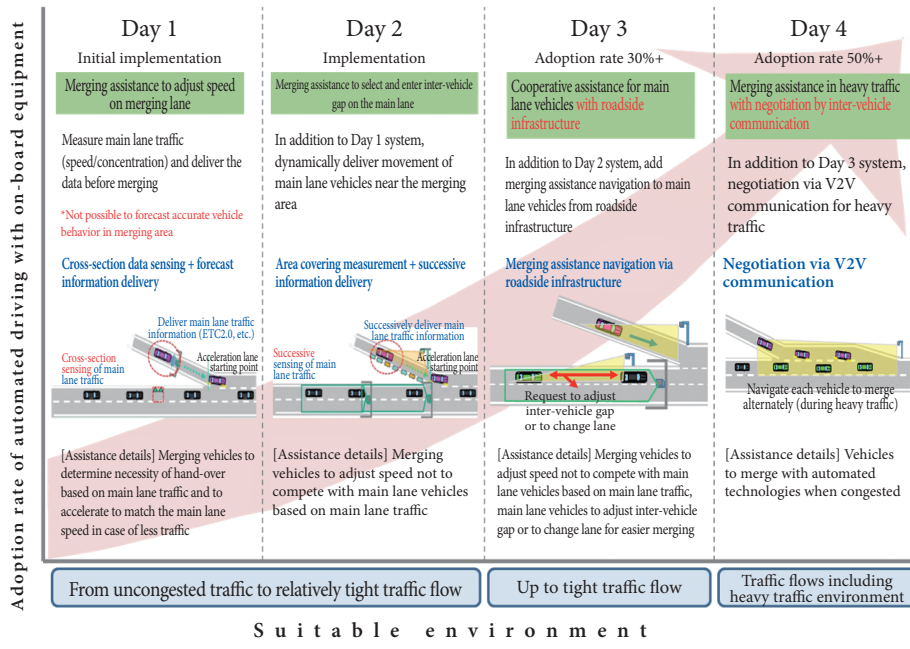 Adoption rate of automated driving with on-board equipment
Day 1
Initial implementation
Merging assistance to adjust speed
on merging lane
Measure main lane traffic
(speed/concentration) and deliver the
data before merging
*Not possible to forecast accurate vehicle
behavior in merging area
Cross-section data sensing + forecast
information delivery
Deliver main lane traffic
information (ETC2.0, etc.)
Cross-section
sensing of main
lane traffic
Acceleration lane
starting point
[Assistance details] Merging vehicles to
determine necessity of hand-over
based on main lane traffic and to
accelerate to match the main lane
speed in case of less traffic
Day 2
Implementation
Merging assistance to select and enter inter-vehicle
gap on the main lane
In addition to Day 1 system,
dynamically deliver movement of
main lane vehicles near the merging
area
Area covering measurement + successive
information delivery
Successively deliver main
lane traffic information
Successive
sensing of main
lane traffic
Acceleration lane
starting point
[Assistance details] Merging
vehicles to adjust speed not to
compete with main lane vehicles
based on main lane traffic
Day 3
Adoption rate 30%+
Cooperative assistance for main
lane vehicles with roadside
infrastructure
In addition to Day 2 system, add
merging assistance navigation to main
lane vehicles from roadside
infrastructure
Merging assistance navigation via
roadside infrastructure
Request to adjust
inter-vehicle gap
or to change lane
[Assistance details] Merging vehicles to
adjust speed not to compete with main
lane vehicles based on main lane traffic,
main lane vehicles to adjust inter-vehicle
gap or to change lane for easier merging
Day 4
Adoption rate 50%+
Merging assistance in heavy traffic
with negotiation by inter-vehicle
communication
In addition to Day 3 system,
negotiation via V2V
communication for heavy
traffic
Negotiation via V2V
communication
Navigate each vehicle to merge
alternately (during heavy traffic)
[Assistance details] Vehicles
to merge with automated
technologies when congested
From uncongested traffic to relatively tight traffic flow
Up to tight traffic flow
Traffic flows including
heavy traffic environment
Suitable environment